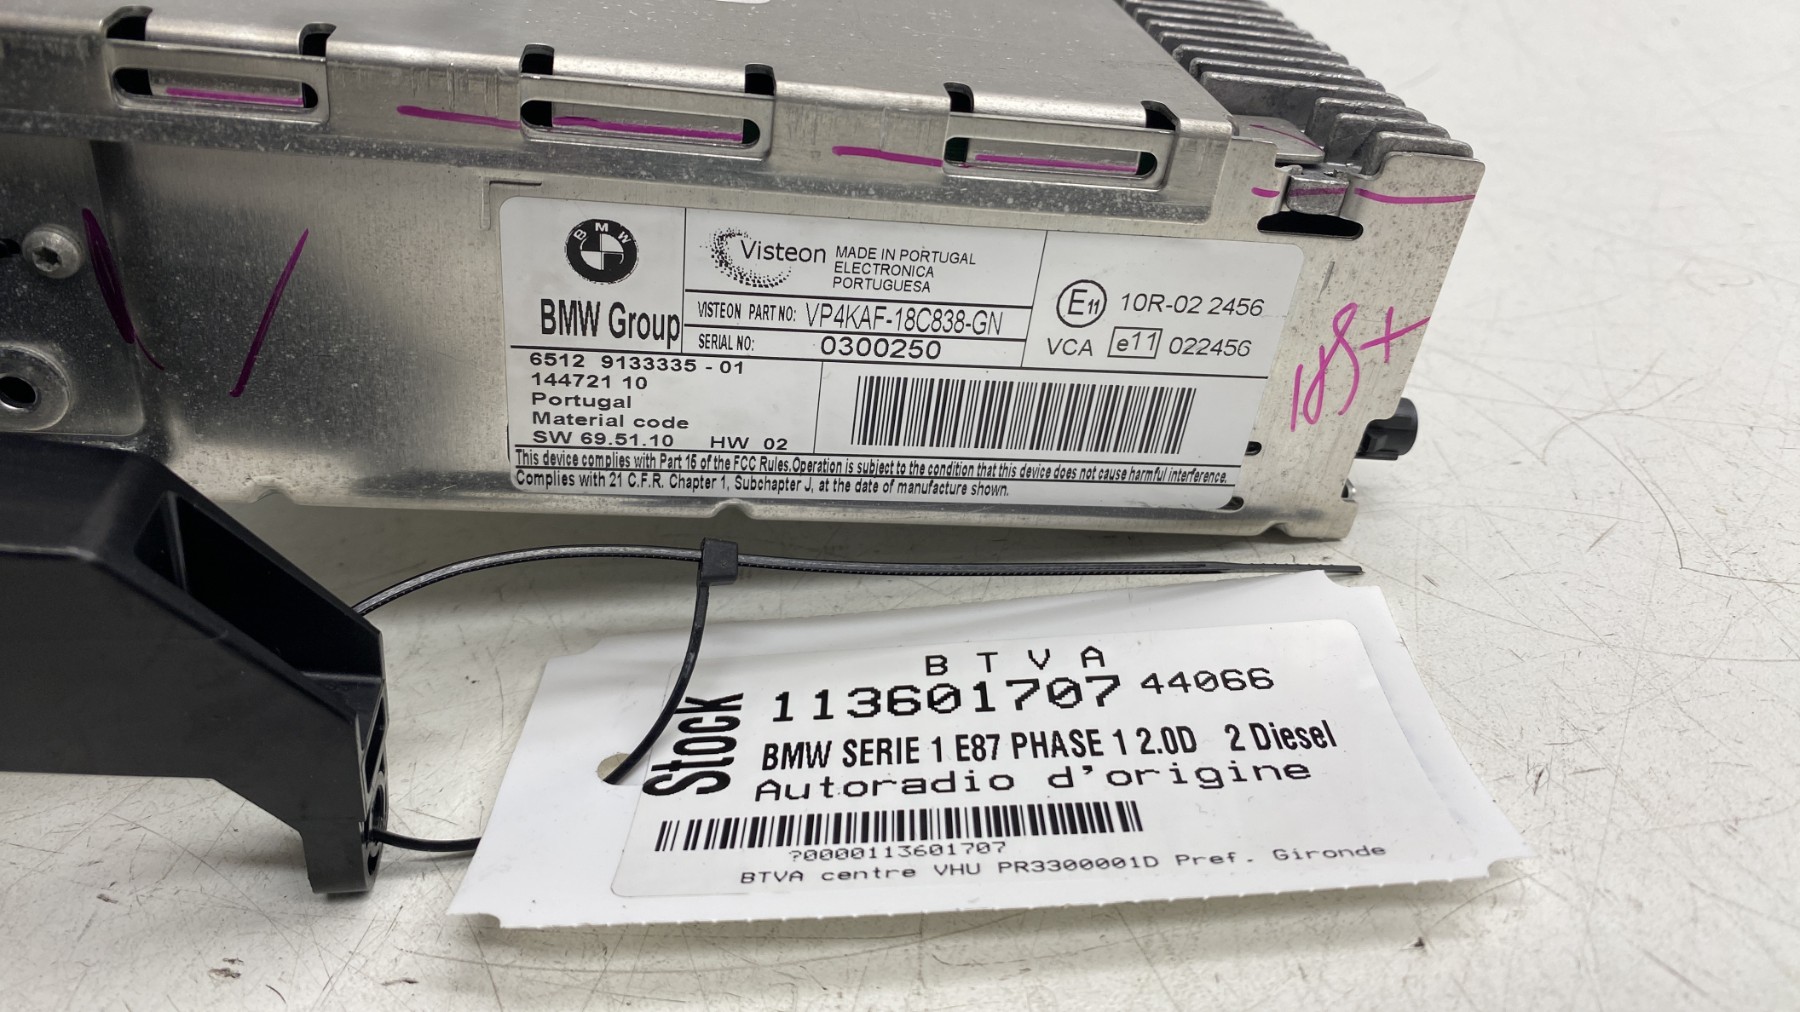 BMW
BMW Group
Visteon
MADE IN PORTUGAL
ELECTRONICA
PORTUGUESA
VISTEON PART NO: VP4KAF-18C838-GN
SERIAL NO: 0300250
E11 10R-02 2456
VCA e11 022456
6512 9133335 - 01
144721 10
Portugal
Material code
SW 69.51.10 HW 02
This device complies with Part 15 of the FCC Rules.Operation is subject to the condition that this device does not cause harmful interference.
Complies with 21 C.F.R. Chapter 1, Subchapter J, at the date of manufacture shown.
BTVA
Stock
113601707 44066
BMW SERIE 1 E87 PHASE 1 2.0D 2 Diesel
Autoradio d'origine
?0000113601707
BTVA centre VHU PR3300001D Pref. Gironde